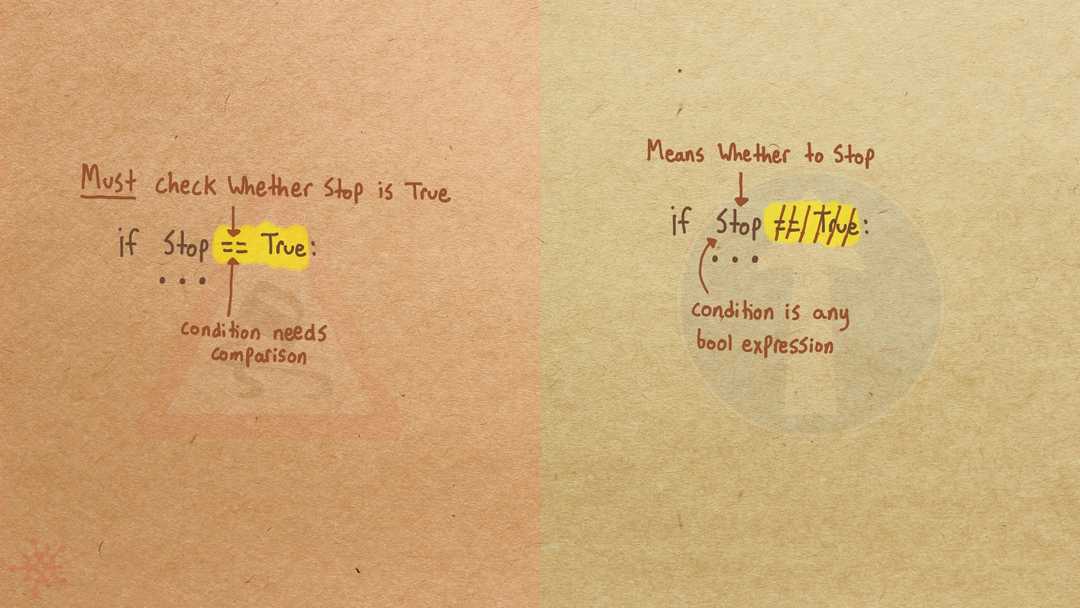 Must check Whether Stop is True
if Stop == True:
...
condition needs
comparison
Means Whether to Stop
if Stop == True:
...
condition is any
bool expression